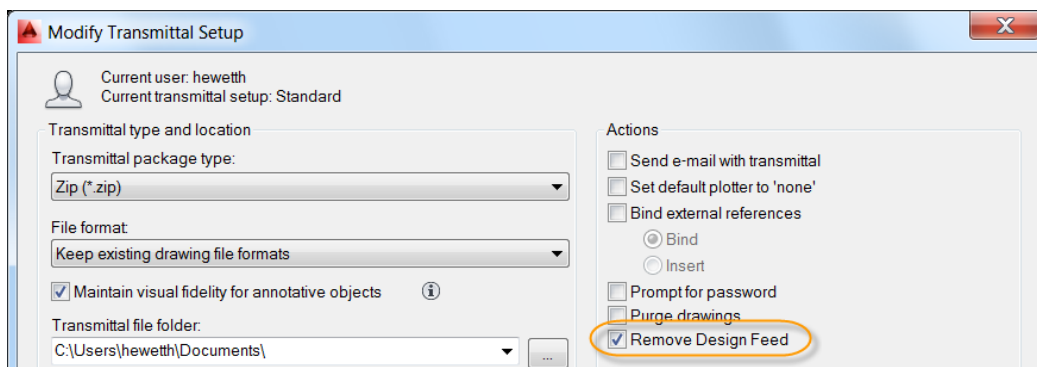 Modify Transmittal Setup
X
Current user: hewetth
Current transmittal setup: Standard
Transmittal type and location
Transmittal package type:
Zip (*.zip)
File format:
Keep existing drawing file formats
Maintain visual fidelity for annotative objects
Transmittal file folder:
C:\Users\hewetth\Documents\
...
Actions
Send e-mail with transmittal
Set default plotter to 'none'
Bind external references
Bind
Insert
Prompt for password
Purge drawings
Remove Design Feed